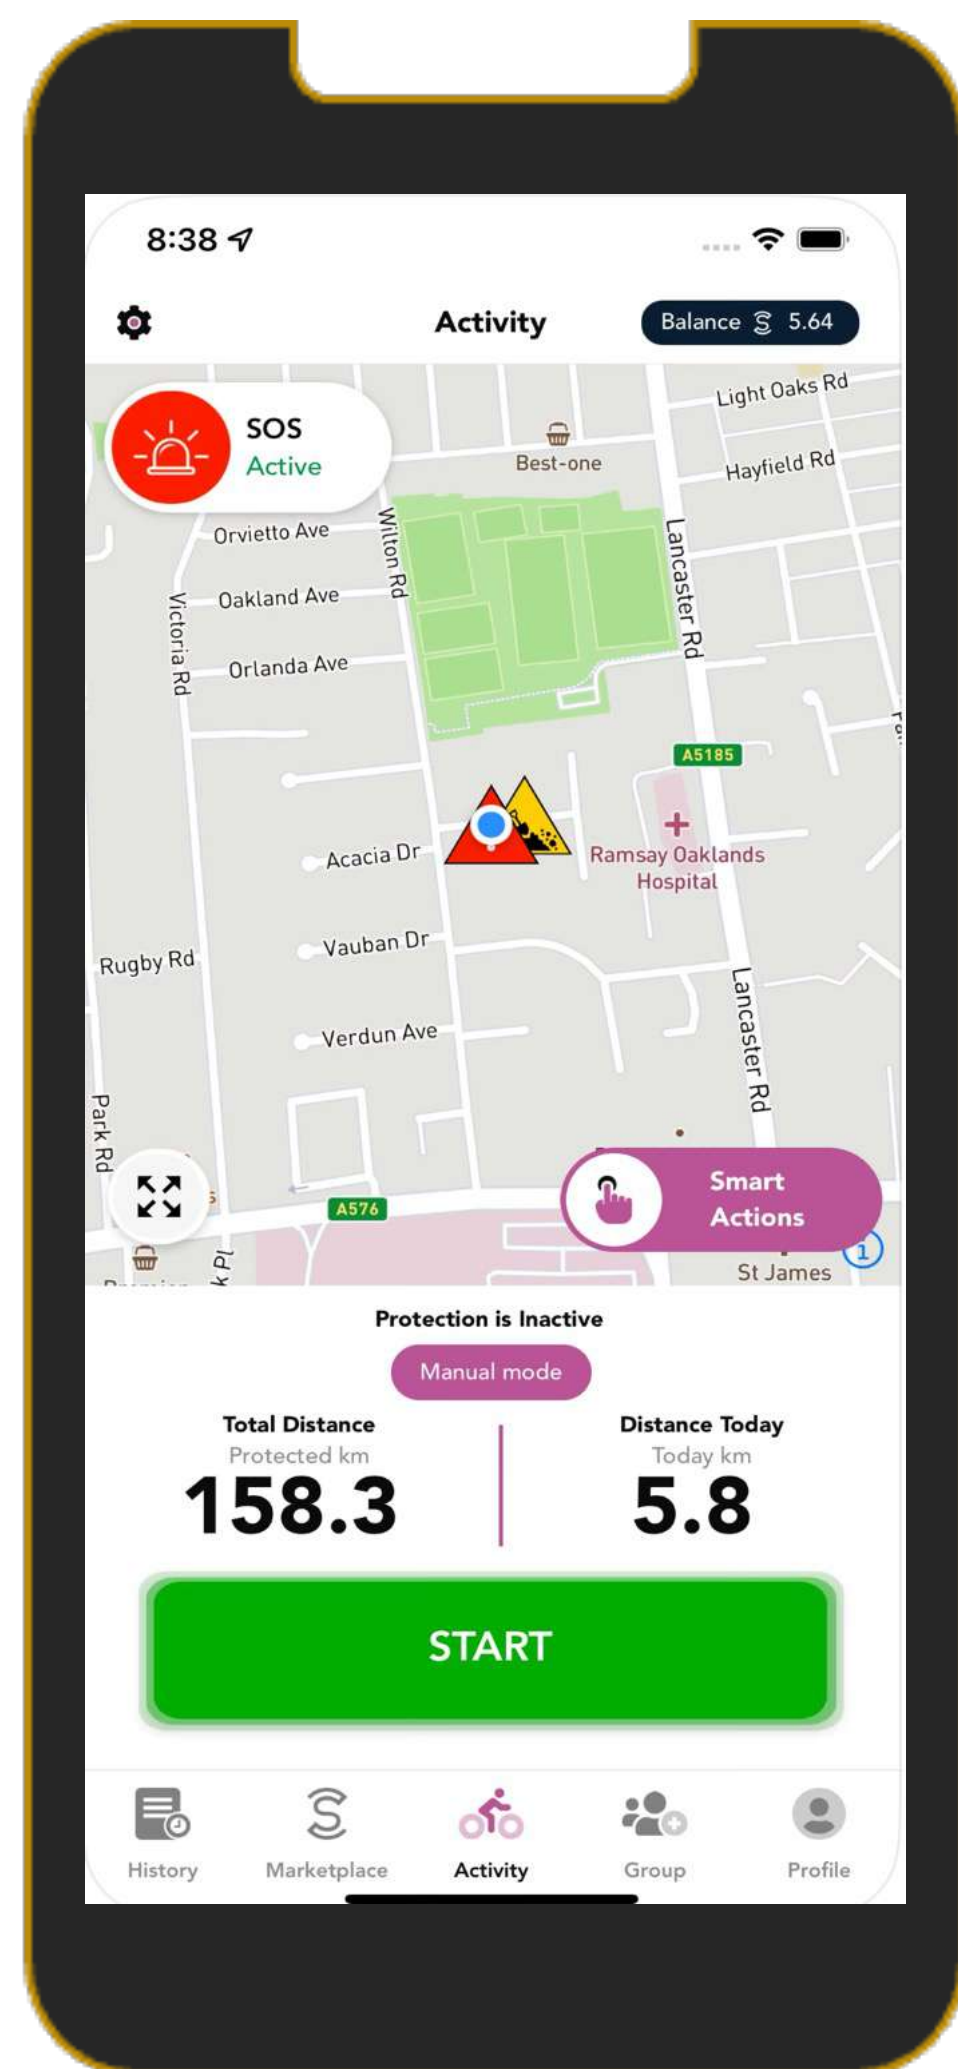 8:38
Activity
Balance 5.64
Light Oaks Rd
SOS
Active
Best-one
Hayfield Rd
Orvietto Ave
Wilton Rd
Lancaster Rd
Victoria Rd
Oakland Ave
Orlanda Ave
A5185
Acacia Dr
Ramsay Oaklands
Hospital
Vauban Dr
Rugby Rd
Lancaster Rd
Verdun Ave
Park Rd
Smart
Actions
A576
St James
Protection is Inactive
Manual mode
Total Distance
Distance Today
Protected km
Today km
158.3
5.8
START
History
Marketplace
Activity
Group
Profile